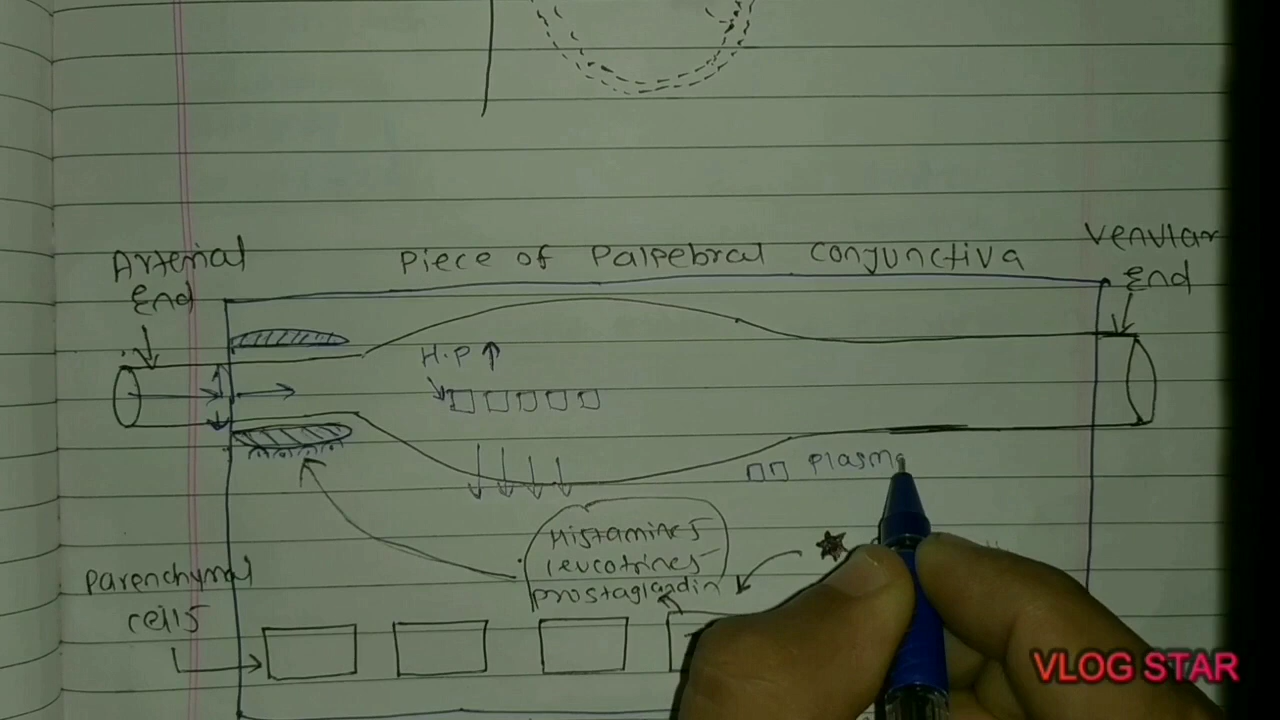 Arterial
End
Piece of Palpebral Conjunctiva
Venular
End
H.P ↑
Plasma
Histamines
leucotrines
prostaglandin
Parenchymal
cells
VLOG STAR